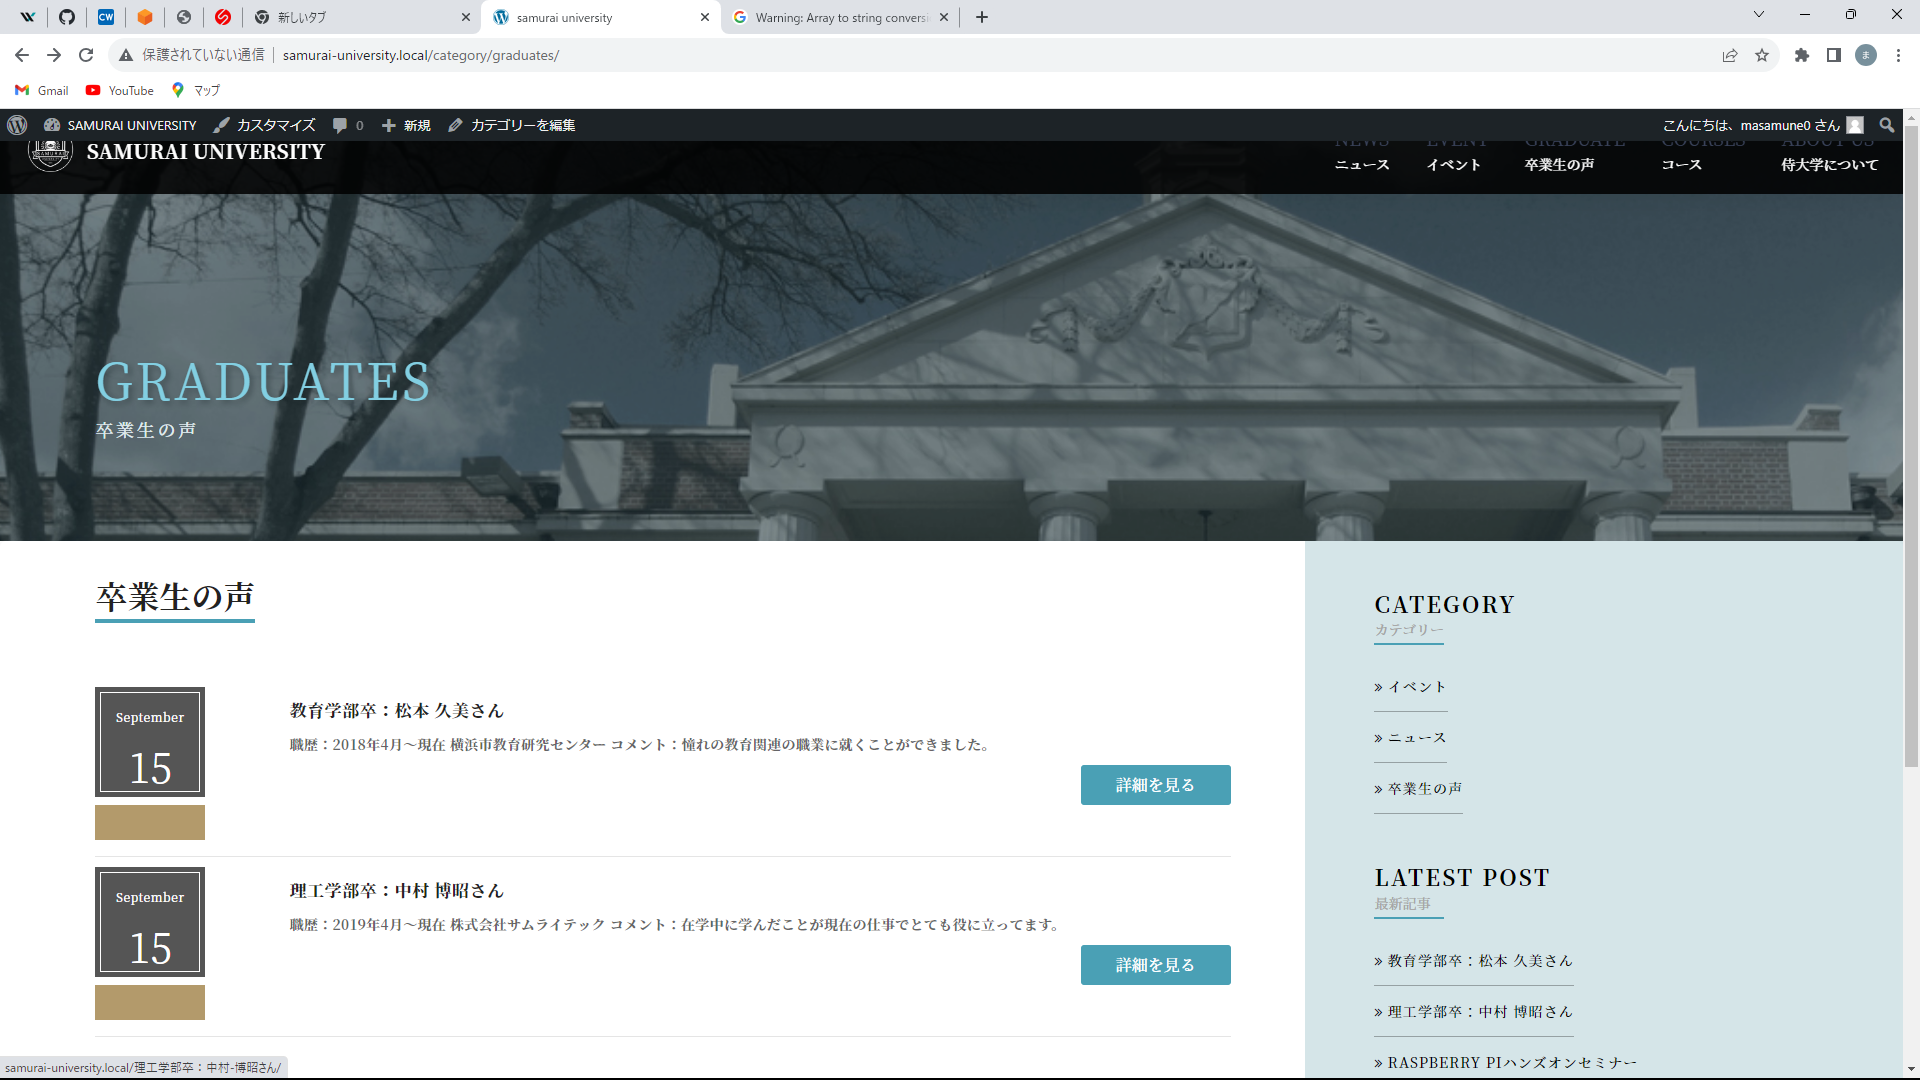 新しいタブ
samurai university
Warning: Array to string conversi
保護されていない通信
samurai-university.local/category/graduates/
ま
Gmail
YouTube
マップ
SAMURAI UNIVERSITY
カスタマイズ
0
新規
カテゴリーを編集
こんにちは、masamune0 さん
SAMURAI UNIVERSITY
NEWS
EVENT
GRADUATE
COURSES
ABOUT US
ニュース
イベント
卒業生の声
コース
侍大学について
GRADUATES
卒業生の声
卒業生の声
September
15
教育学部卒：松本 久美さん
職歴：2018年4月〜現在 横浜市教育研究センター コメント：憧れの教育関連の職業に就くことができました。
詳細を見る
September
15
理工学部卒：中村 博昭さん
職歴：2019年4月〜現在 株式会社サムライテック コメント：在学中に学んだことが現在の仕事でとても役に立ってます。
詳細を見る
CATEGORY
カテゴリー
» イベント
» ニュース
» 卒業生の声
LATEST POST
最新記事
» 教育学部卒：松本 久美さん
» 理工学部卒：中村 博昭さん
» RASPBERRY PIハンズオンセミナー
samurai-university.local/理工学部卒：中村-博昭さん/